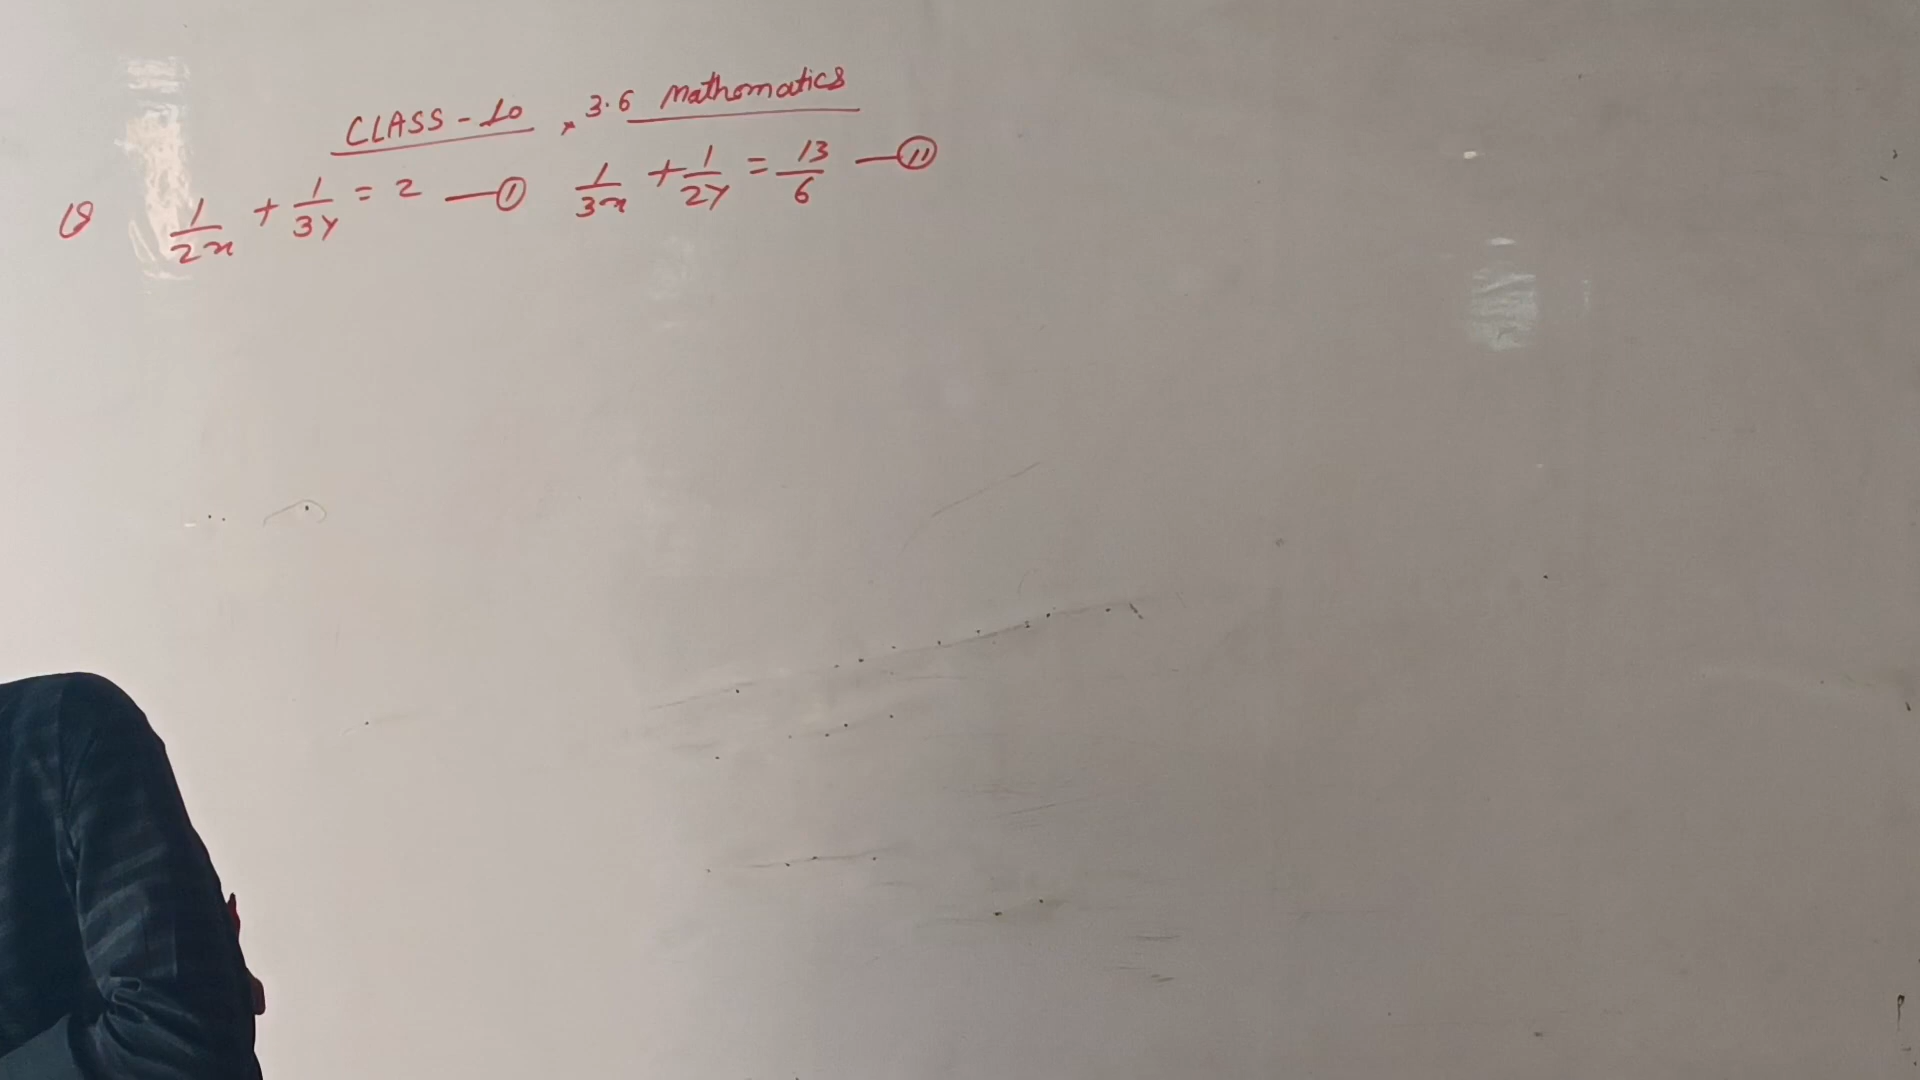 CLASS-10, 3.6 Mathematics
Q 1/2x + 1/3y = 2 —(1) 1/3x + 1/2y = 13/6 —(11)